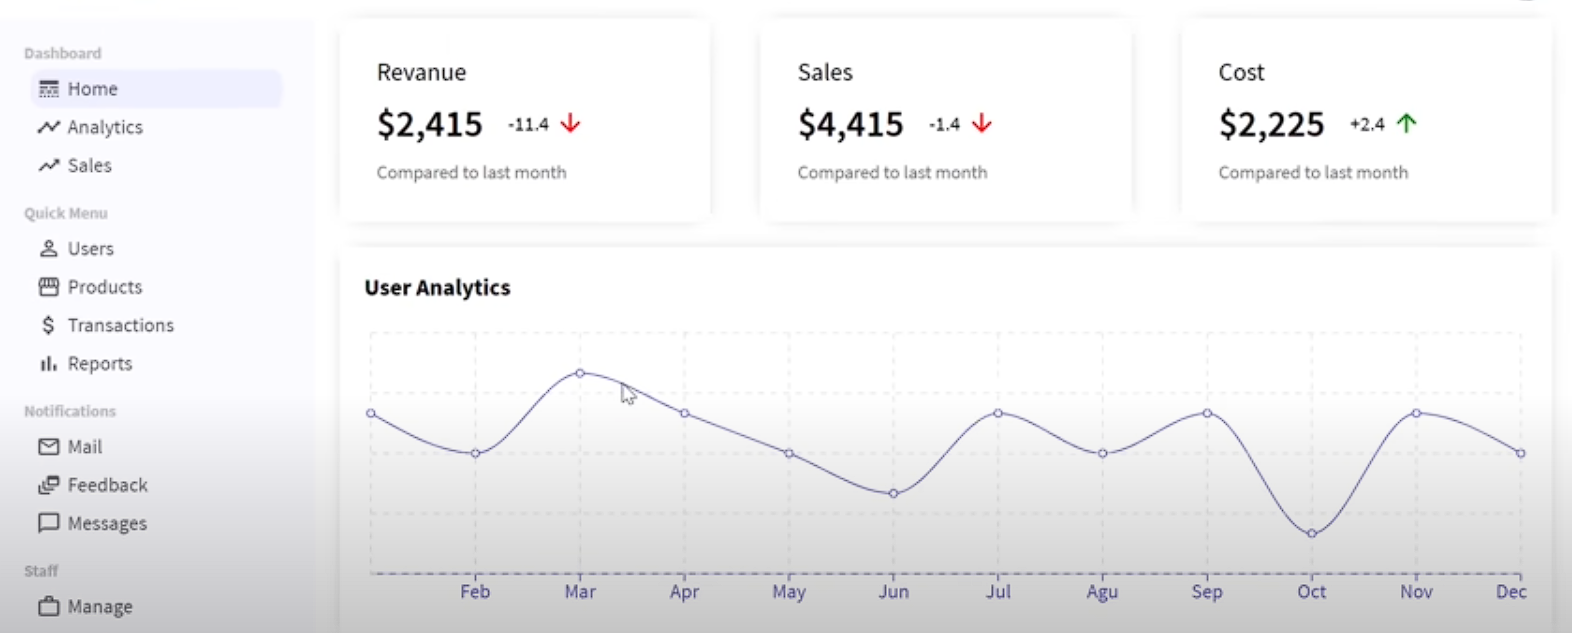 Dashboard
Home
Analytics
Sales
Quick Menu
Users
Products
Transactions
Reports
Notifications
Mail
Feedback
Messages
Staff
Manage
Revanue
$2,415 -11.4
Compared to last month
Sales
$4,415 -1.4
Compared to last month
Cost
$2,225 +2.4
Compared to last month
User Analytics
Feb Mar Apr May Jun Jul Agu Sep Oct Nov Dec